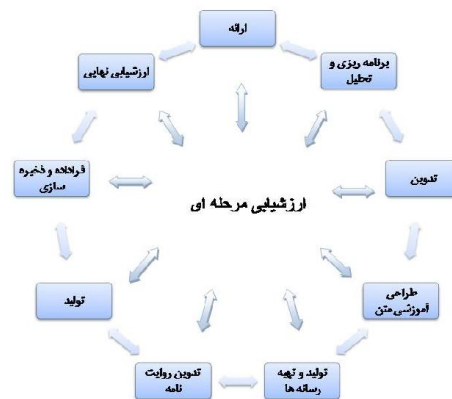 ارائه
برنامه ریزی و
تحلیل
تدوین
طراحی
آموزشی متن
تولید و تهیه
رسانه ها
تدوین روایت
نامه
تولید
فراداده و ذخیره
سازی
ارزشیابی نهایی
ارزشیابی مرحله ای